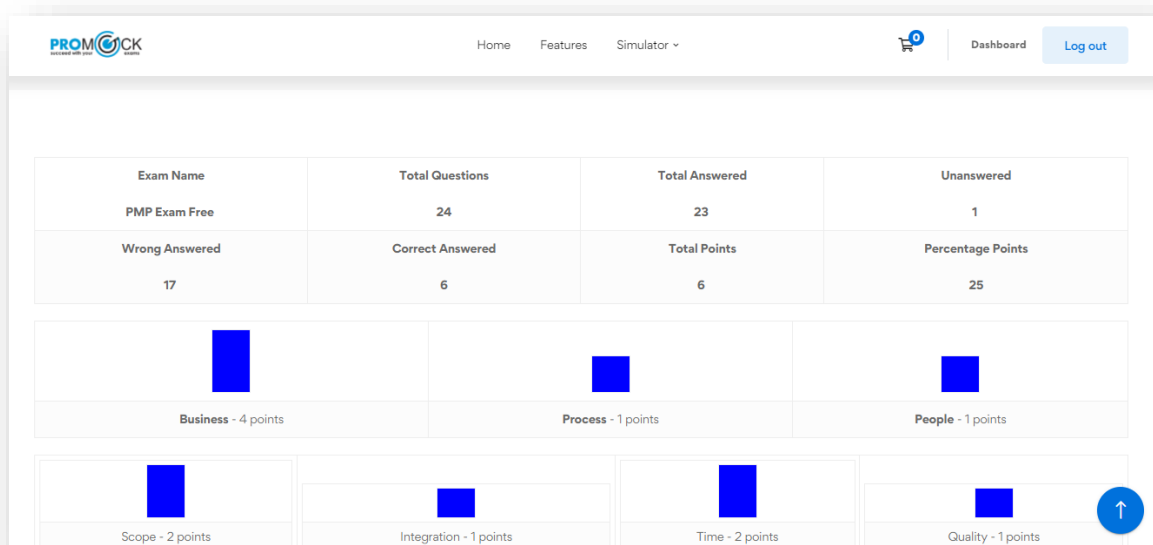 PROMOCK
succeed with your exams
Home Features Simulator
0
Dashboard
Log out
Exam Name Total Questions Total Answered Unanswered
PMP Exam Free 24 23 1
Wrong Answered Correct Answered Total Points Percentage Points
17 6 6 25
Business - 4 points Process - 1 points People - 1 points
Scope - 2 points Integration - 1 points Time - 2 points Quality - 1 points